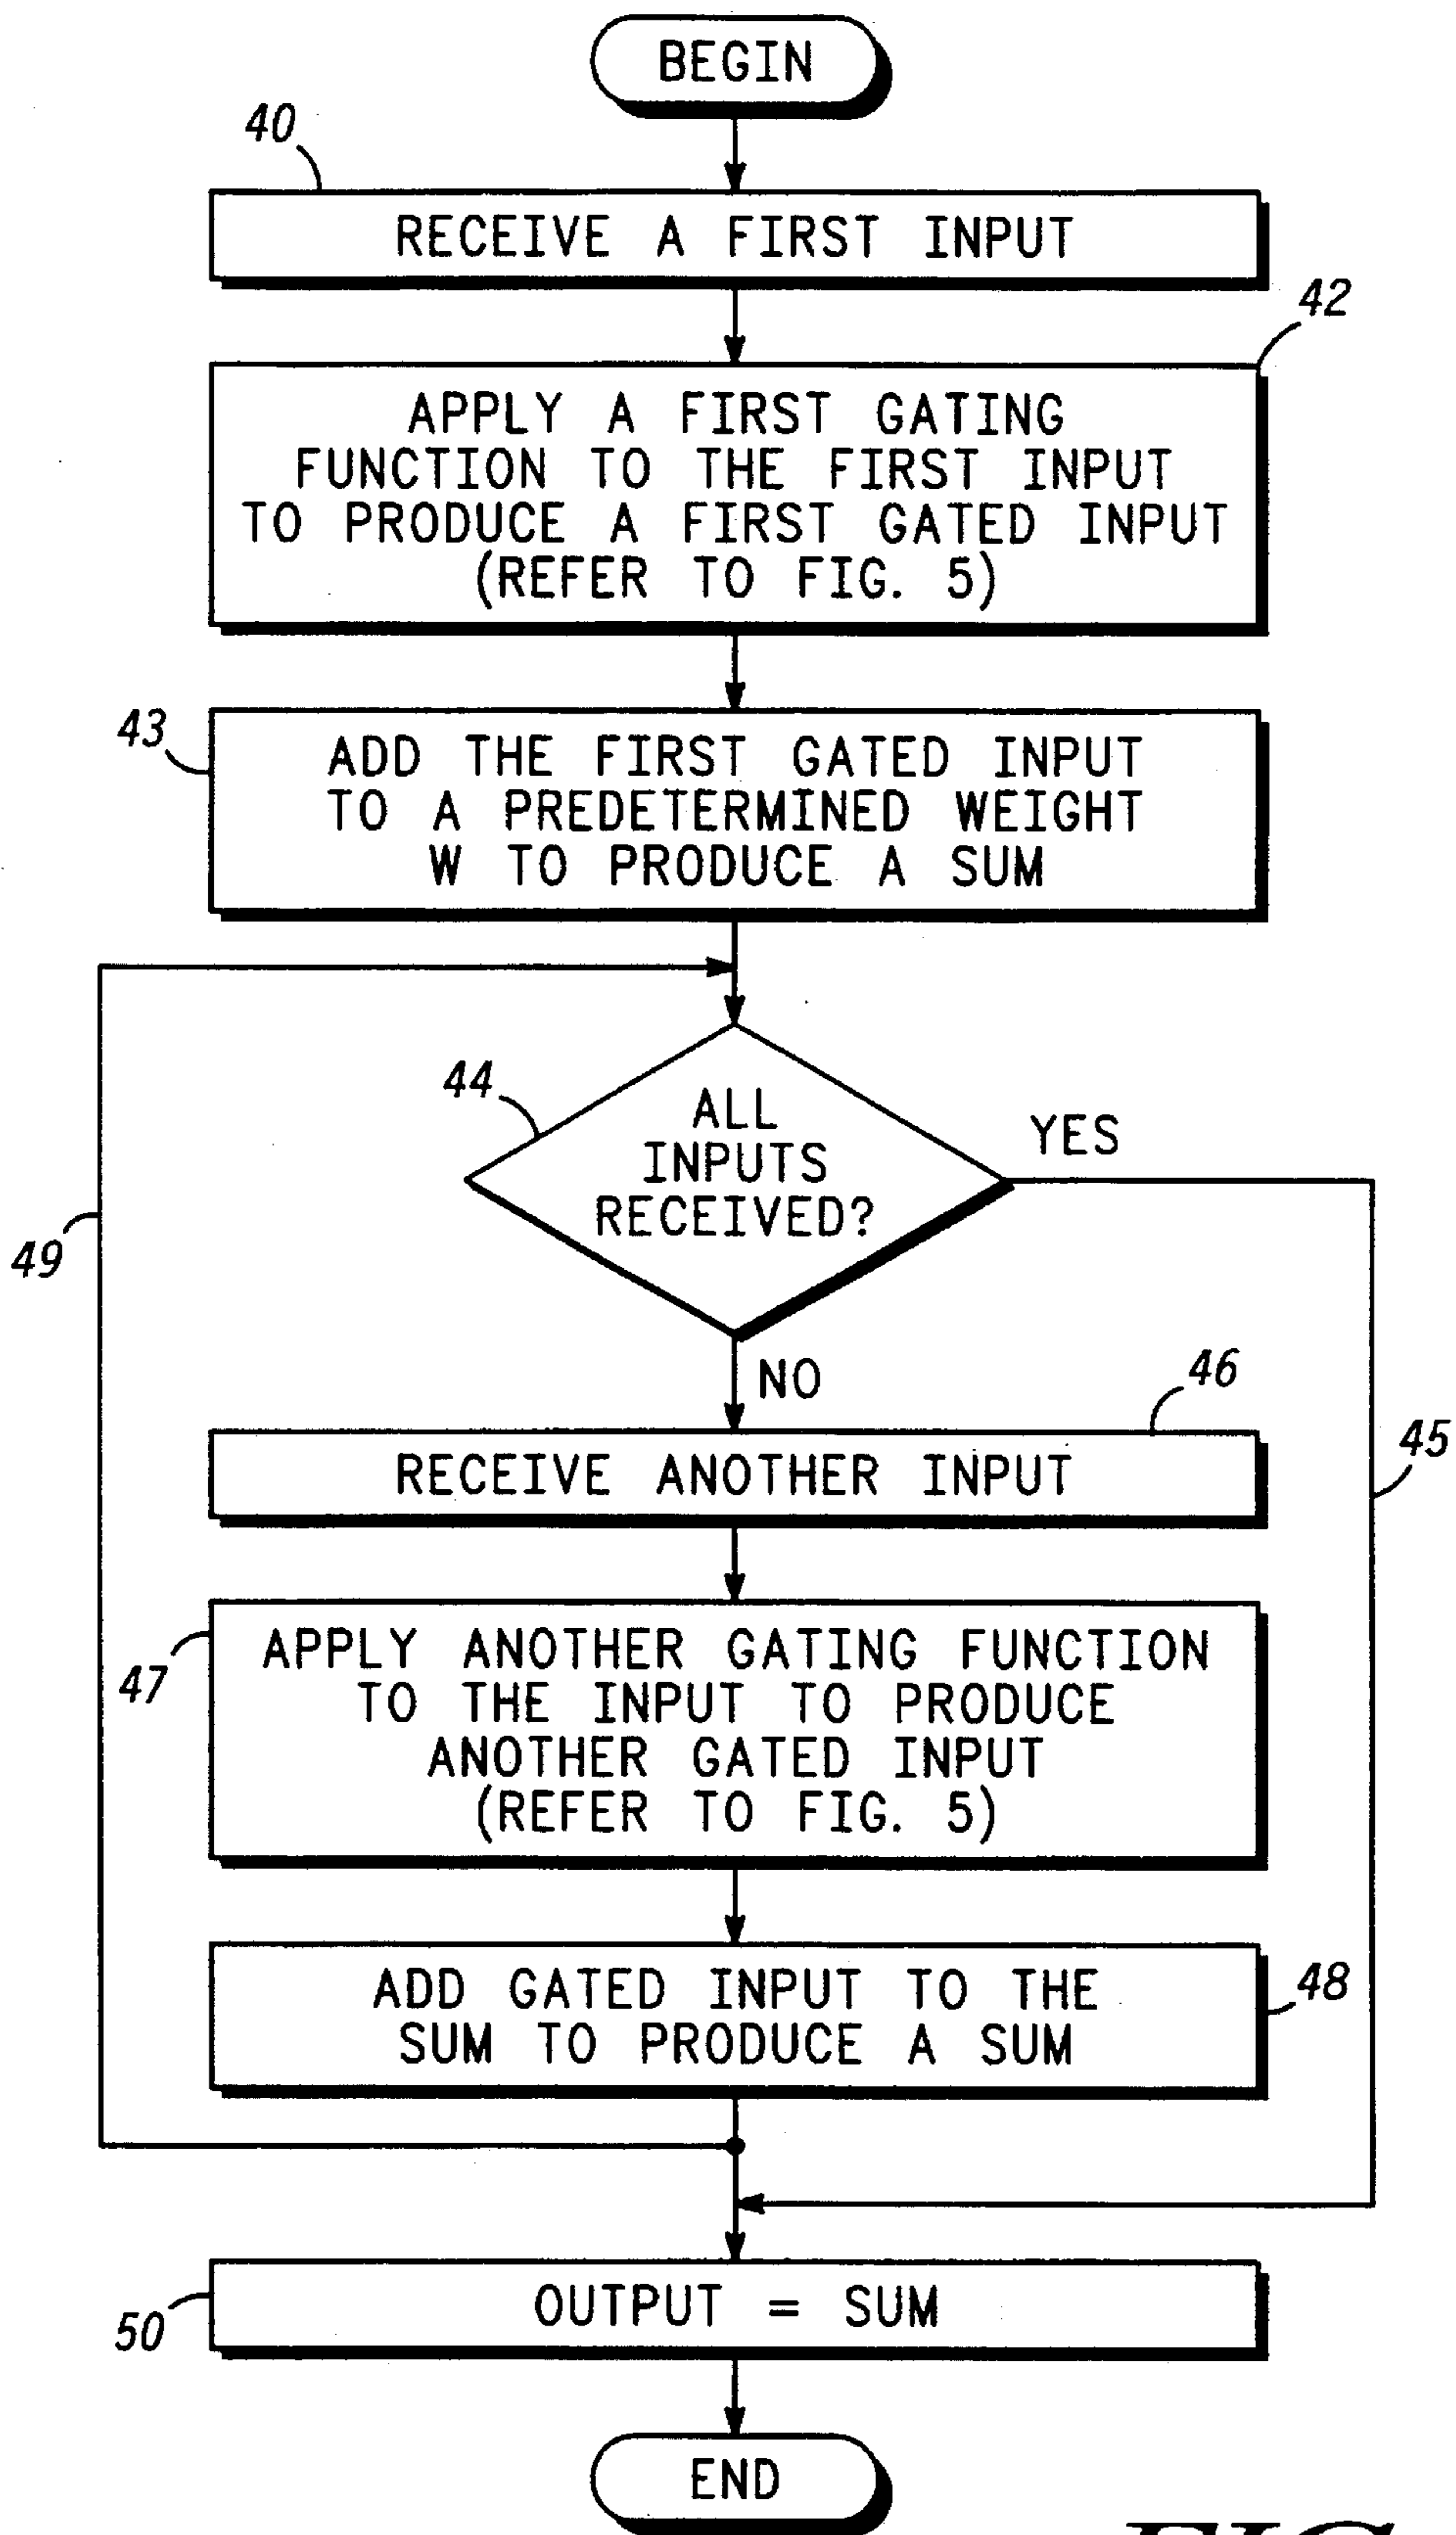 BEGIN
40
RECEIVE A FIRST INPUT
42
APPLY A FIRST GATING
FUNCTION TO THE FIRST INPUT
TO PRODUCE A FIRST GATED INPUT
(REFER TO FIG. 5)
43
ADD THE FIRST GATED INPUT
TO A PREDETERMINED WEIGHT
W TO PRODUCE A SUM
44
ALL
INPUTS
RECEIVED?
YES
49
NO
46
45
RECEIVE ANOTHER INPUT
47
APPLY ANOTHER GATING FUNCTION
TO THE INPUT TO PRODUCE
ANOTHER GATED INPUT
(REFER TO FIG. 5)
48
ADD GATED INPUT TO THE
SUM TO PRODUCE A SUM
50
OUTPUT = SUM
END